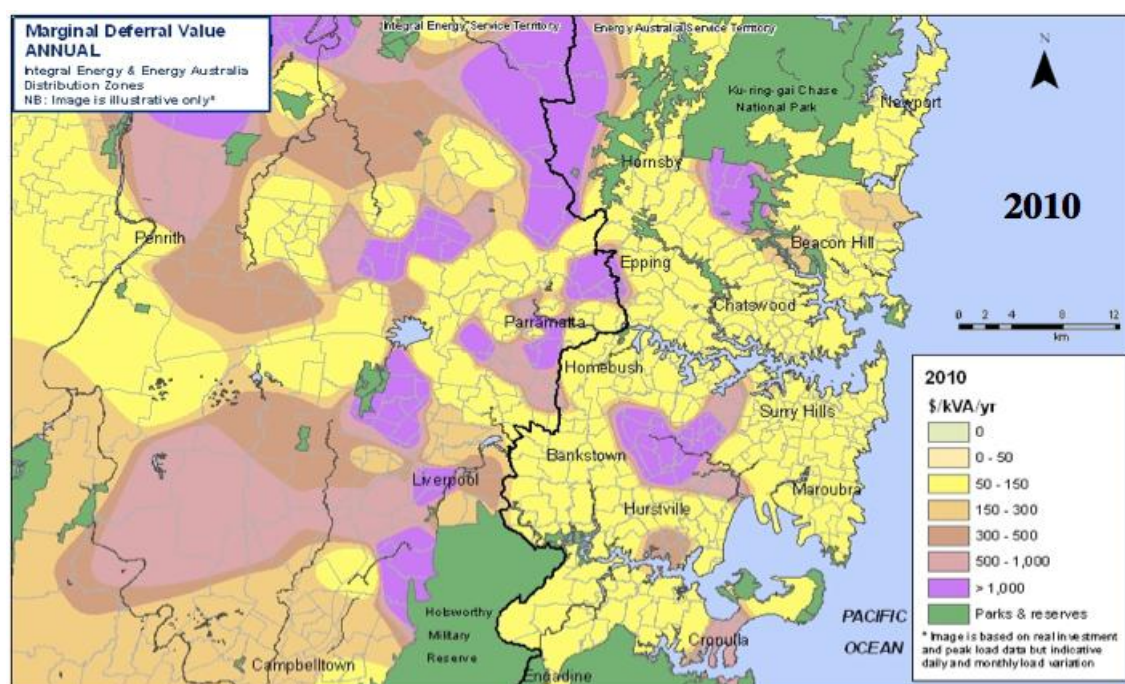 Marginal Deferral Value
ANNUAL
Integral Energy & Energy Australia
Distribution Zones
NB: Image is illustrative only*
Integral Energy Service Territory
Energy Australia Service Territory
N
Ku-ring-gai Chase
National Park
Newport
Hornsby
2010
Penrith
Beacon Hill
Epping
Chatswood
Parramatta
0 2 4 8 12
km
Homebush
Surry Hills
Bankstown
Liverpool
Maroubra
Hurstville
Holsworthy
Military
Reserve
Cronulla
Campbelltown
Engadine
PACIFIC
OCEAN
2010
$/kVA/yr
0
0 - 50
50 - 150
150 - 300
300 - 500
500 - 1,000
> 1,000
Parks & reserves
* Image is based on real investment
and peak load data but indicative
daily and monthly load variation